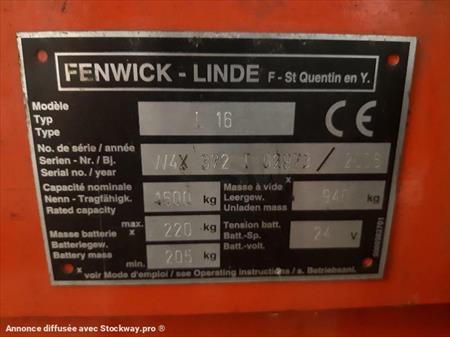 FENWICK - LINDE F - St Quentin en Y.
Modèle
Typ 16
Type
CE
No. de série / année
Serien - Nr. / Bj. W4X 372 T /
Serial no. / year
Capacité nominale Masse à vide x
Nenn - Tragfähigk. 1600 kg Leergew. 940 kg
Rated capacity Unladen mass
max.
Masse batterie x 220 kg Tension batt.
Batteriegew. Batt.-Sp. 24 V
Battery mass 205 kg Batt.-volt.
min.
x voir Mode d'emploi / see Operating instructions / s. Betriebsanl.
Annonce diffusée avec Stockway.pro ®